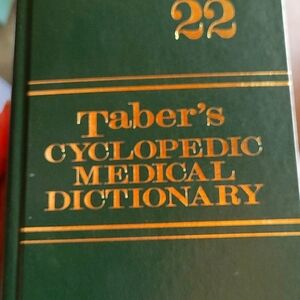 22
Taber's
CYCLOPEDIC
MEDICAL
DICTIONARY